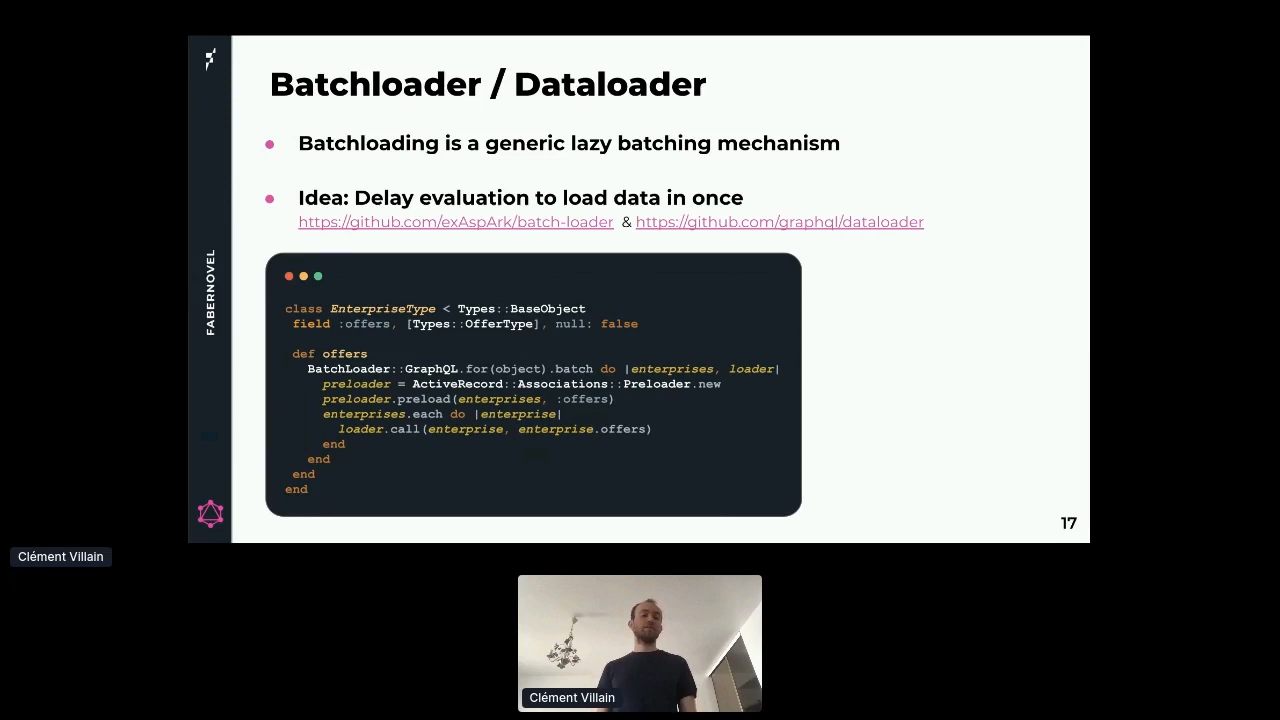 Batchloader / Dataloader
Batchloading is a generic lazy batching mechanism
Idea: Delay evaluation to load data in once
https://github.com/exAspArk/batch-loader & https://github.com/graphql/dataloader
FABERNOVEL
class EnterpriseType < Types::BaseObject
field :offers, [Types::OfferType], null: false
def offers
BatchLoader::GraphQL.for(object).batch do |enterprises, loader|
preloader = ActiveRecord::Associations::Preloader.new
preloader.preload(enterprises, :offers)
enterprises.each do |enterprise|
loader.call(enterprise, enterprise.offers)
end
end
end
end
17
Clément Villain
Clément Villain